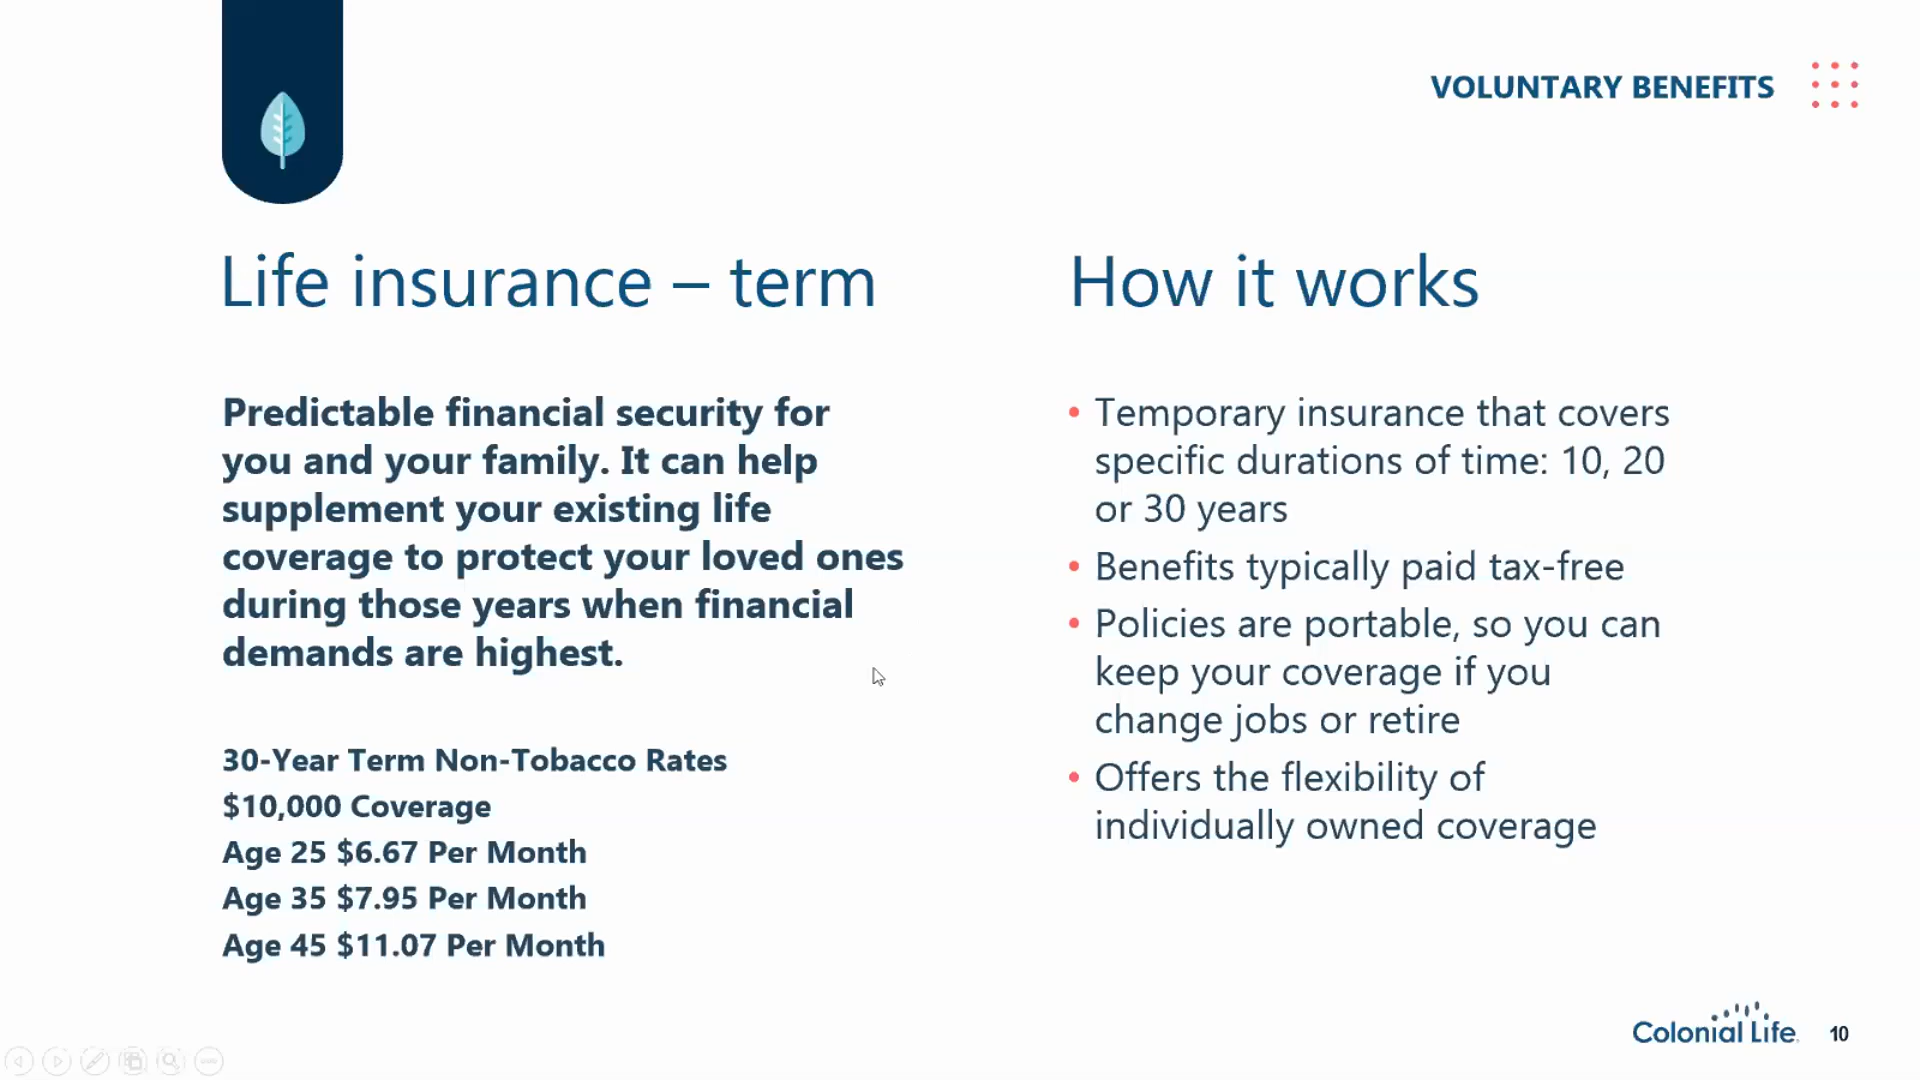 VOLUNTARY BENEFITS
Life insurance – term
Predictable financial security for
you and your family. It can help
supplement your existing life
coverage to protect your loved ones
during those years when financial
demands are highest.
30-Year Term Non-Tobacco Rates
$10,000 Coverage
Age 25 $6.67 Per Month
Age 35 $7.95 Per Month
Age 45 $11.07 Per Month
How it works
• Temporary insurance that covers
specific durations of time: 10, 20
or 30 years
• Benefits typically paid tax-free
• Policies are portable, so you can
keep your coverage if you
change jobs or retire
• Offers the flexibility of
individually owned coverage
Colonial Life
10